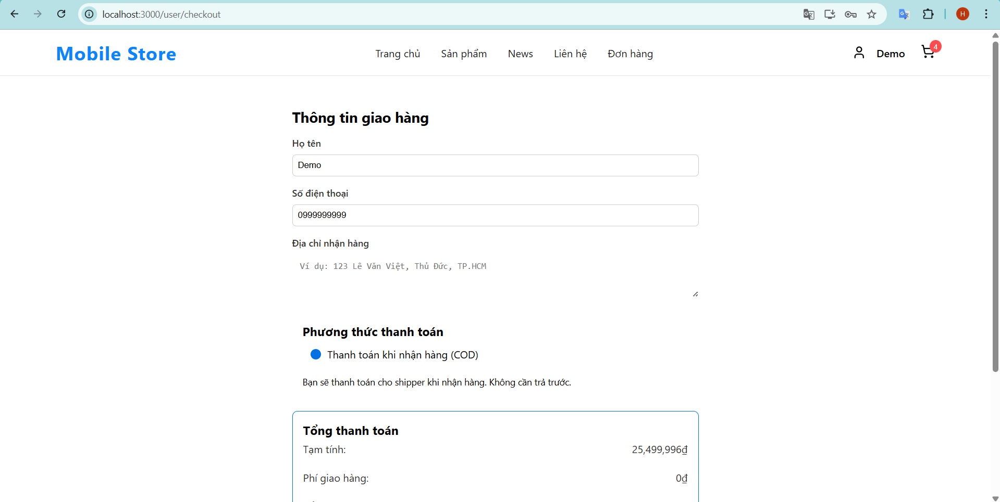 localhost:3000/user/checkout
H
Mobile Store
Trang chủ
Sản phẩm
News
Liên hệ
Đơn hàng
Demo
4
Thông tin giao hàng
Họ tên
Demo
Số điện thoại
0999999999
Địa chỉ nhận hàng
Ví dụ: 123 Lê Văn Việt, Thủ Đức, TP.HCM
Phương thức thanh toán
Thanh toán khi nhận hàng (COD)
Bạn sẽ thanh toán cho shipper khi nhận hàng. Không cần trả trước.
Tổng thanh toán
Tạm tính: 25,499,996₫
Phí giao hàng: 0₫